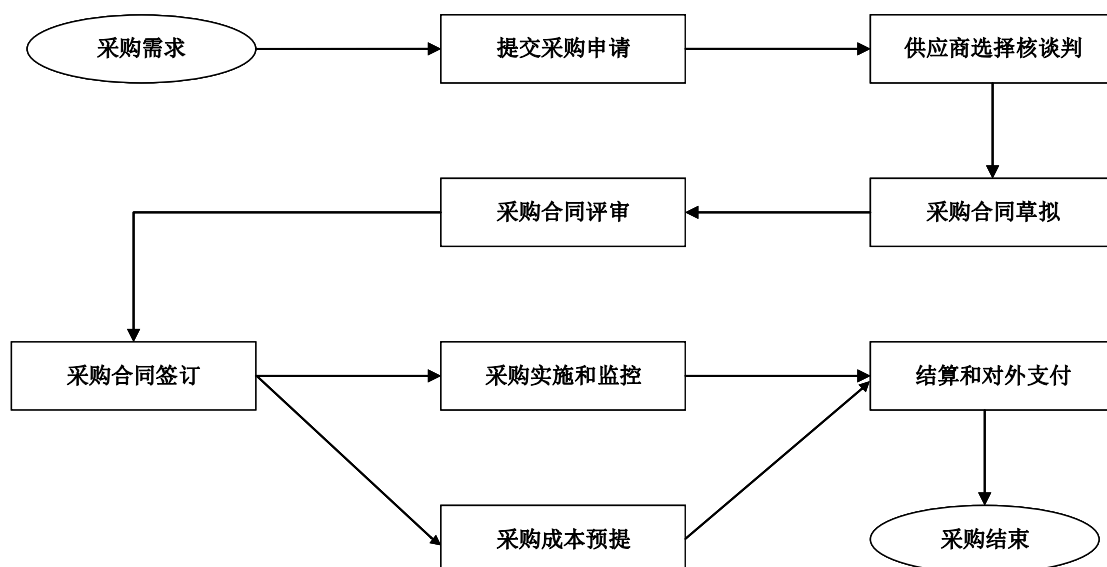 采购需求
提交采购申请
供应商选择核谈判
采购合同评审
采购合同草拟
采购合同签订
采购实施和监控
结算和对外支付
采购成本预提
采购结束